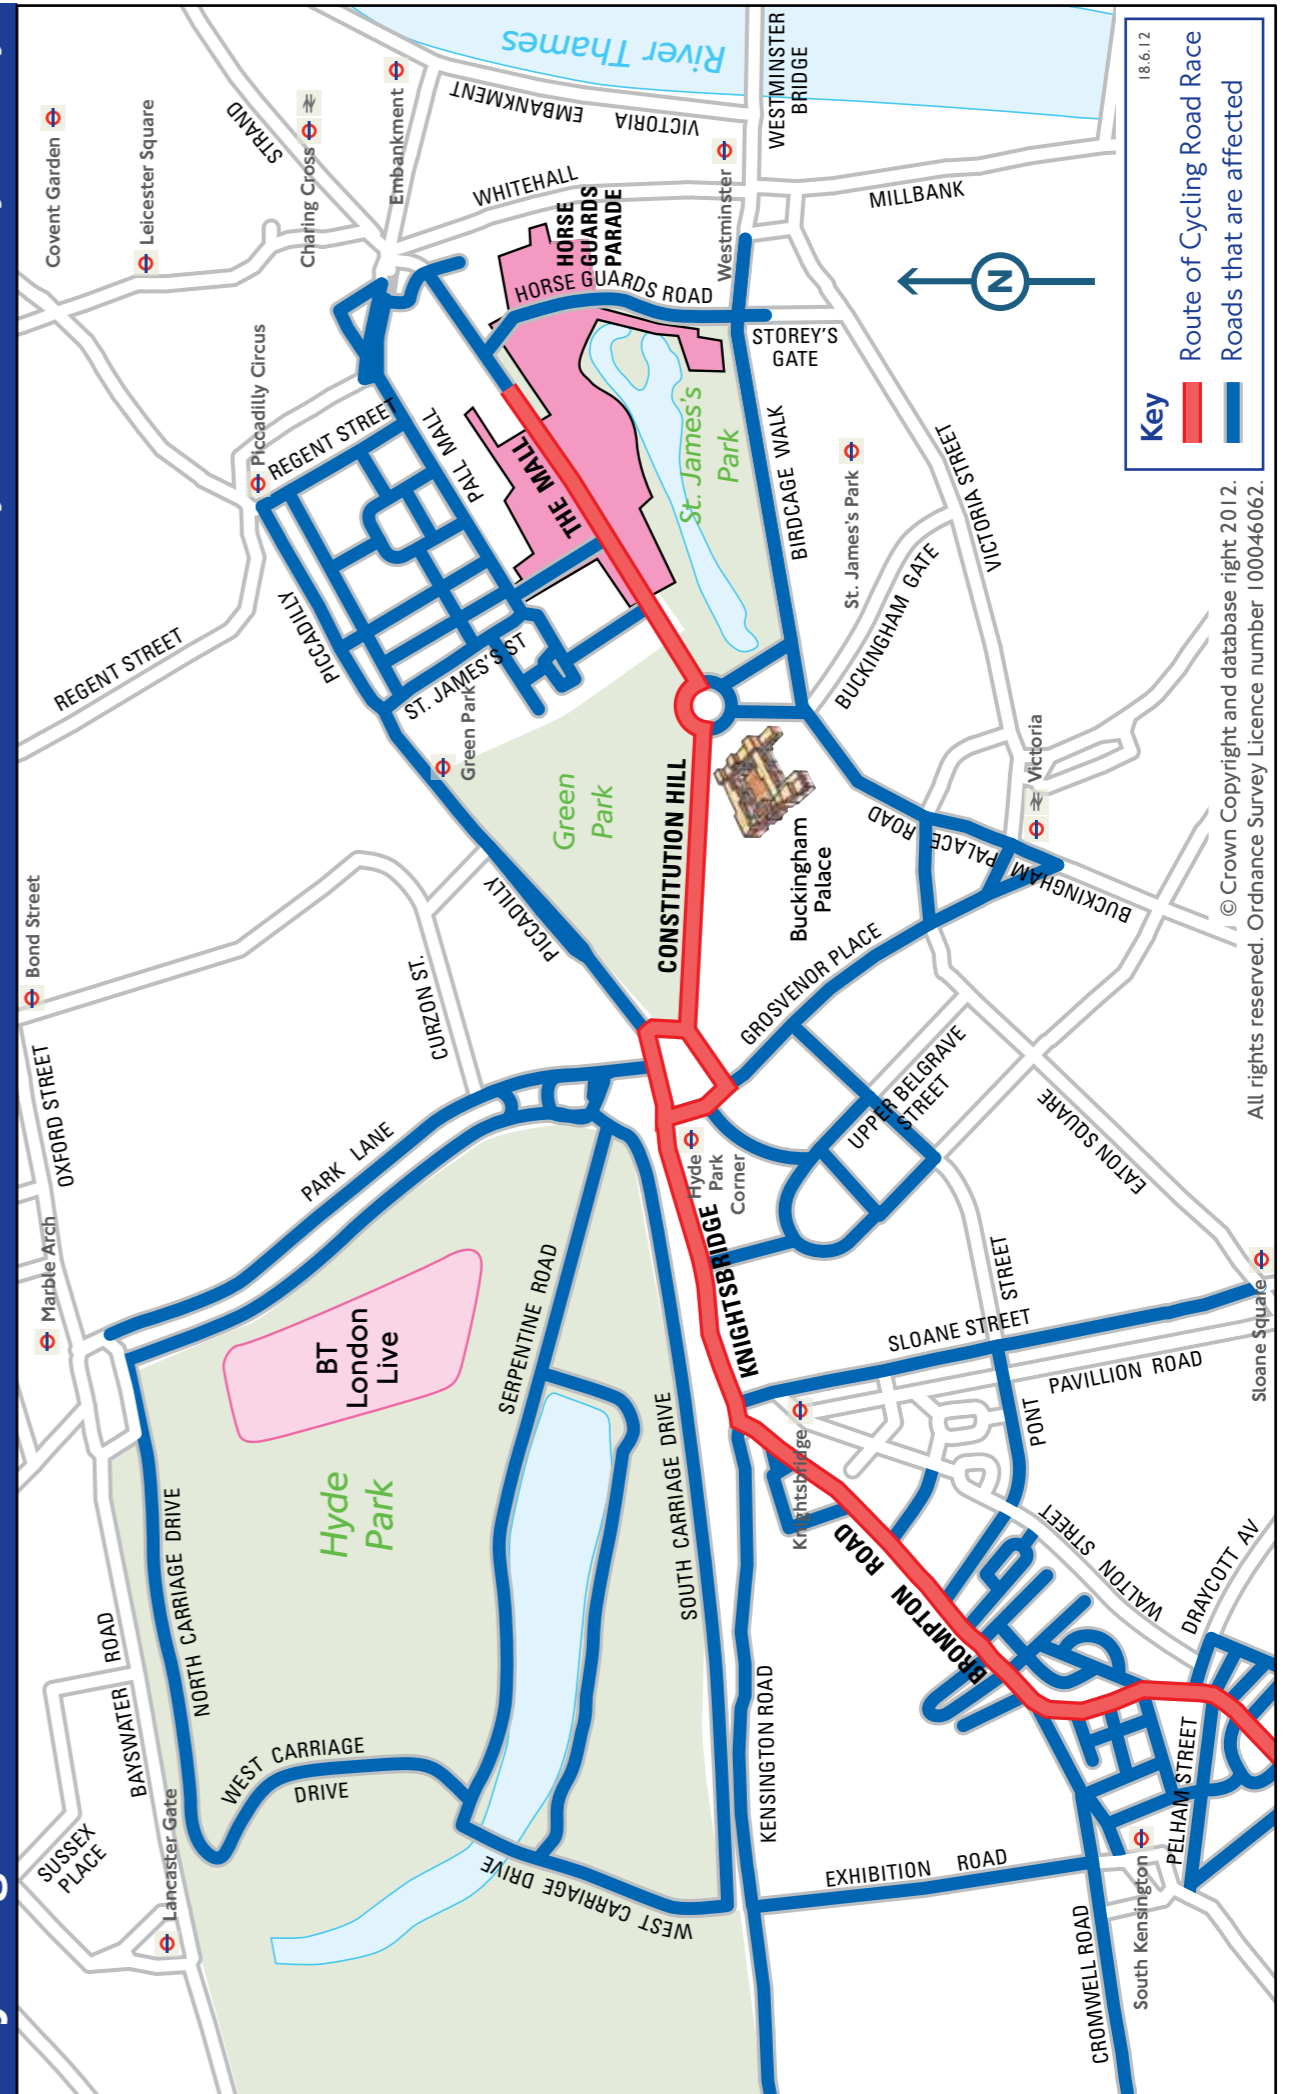 SUSSEX
PLACE
Lancaster Gate
BAYSWATER ROAD
NORTH CARRIAGE DRIVE
WEST CARRIAGE
DRIVE
WEST CARRIAGE DRIVE
Hyde
Park
BT
London
Live
SERPENTINE ROAD
SOUTH CARRIAGE DRIVE
KENSINGTON ROAD
EXHIBITION ROAD
CROMWELL ROAD
South Kensington
PELHAM STREET
BROMPTON ROAD
WALTON STREET
DRAYCOTT AV
Knightsbridge
KNIGHTSBRIDGE
PONT STREET
SLOANE STREET
PAVILLION ROAD
Sloane Square
Marble Arch
OXFORD STREET
PARK LANE
Bond Street
CURZON ST.
Hyde
Park
Corner
UPPER BELGRAVE
STREET
EATON SQUARE
GROSVENOR PLACE
PICCADILLY
CONSTITUTION HILL
Green
Park
Buckingham
Palace
BUCKINGHAM PALACE ROAD
Victoria
Green Park
ST. JAMES'S ST
REGENT STREET
PICCADILLY
Piccadilly Circus
REGENT STREET
PALL MALL
THE MALL
St. James's
Park
BIRDCAGE WALK
St. James's Park
BUCKINGHAM GATE
VICTORIA STREET
STOREY'S
GATE
HORSE GUARDS ROAD
HORSE
GUARDS
PARADE
Covent Garden
Leicester Square
Charing Cross
STRAND
Embankment
WHITEHALL
VICTORIA EMBANKMENT
River Thames
Westminster
WESTMINSTER
BRIDGE
MILLBANK
N
Key
18.6.12
Route of Cycling Road Race
Roads that are affected
© Crown Copyright and database right 2012.
All rights reserved. Ordnance Survey Licence number 100046062.